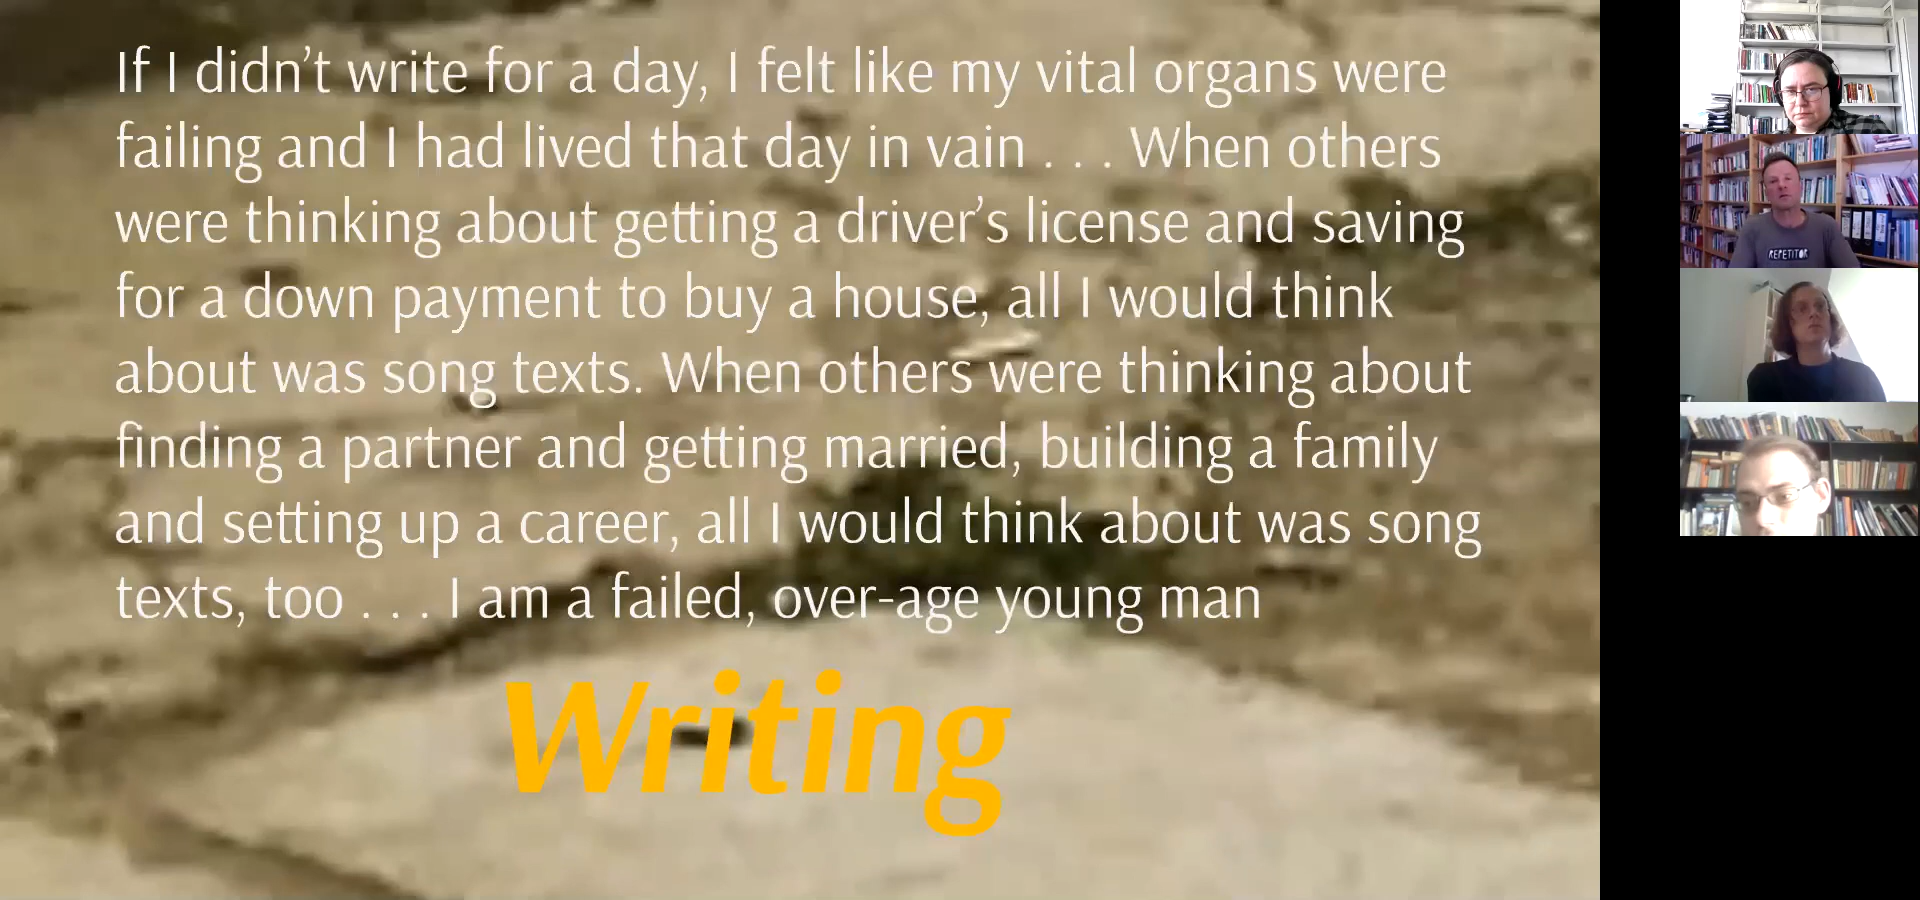 If I didn’t write for a day, I felt like my vital organs were
failing and I had lived that day in vain . . . When others
were thinking about getting a driver’s license and saving
for a down payment to buy a house, all I would think
about was song texts. When others were thinking about
finding a partner and getting married, building a family
and setting up a career, all I would think about was song
texts, too . . . I am a failed, over-age young man
Writing
REPETITOR